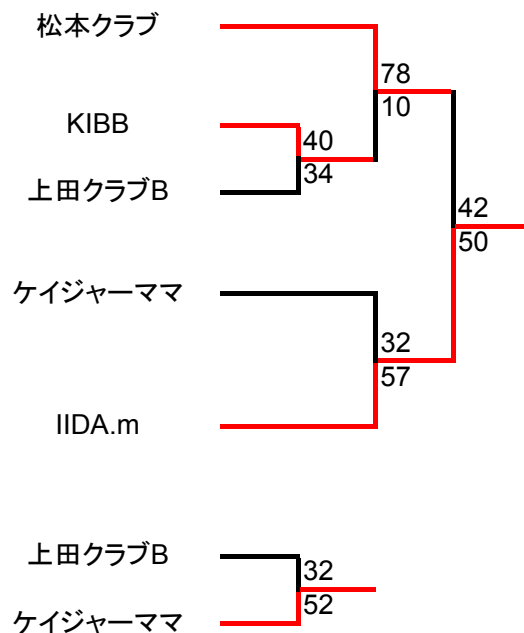 松本クラブ
78
10
KIBB
40
34
上田クラブB
42
50
ケイジャーママ
32
57
IIDA.m
上田クラブB
32
52
ケイジャーママ